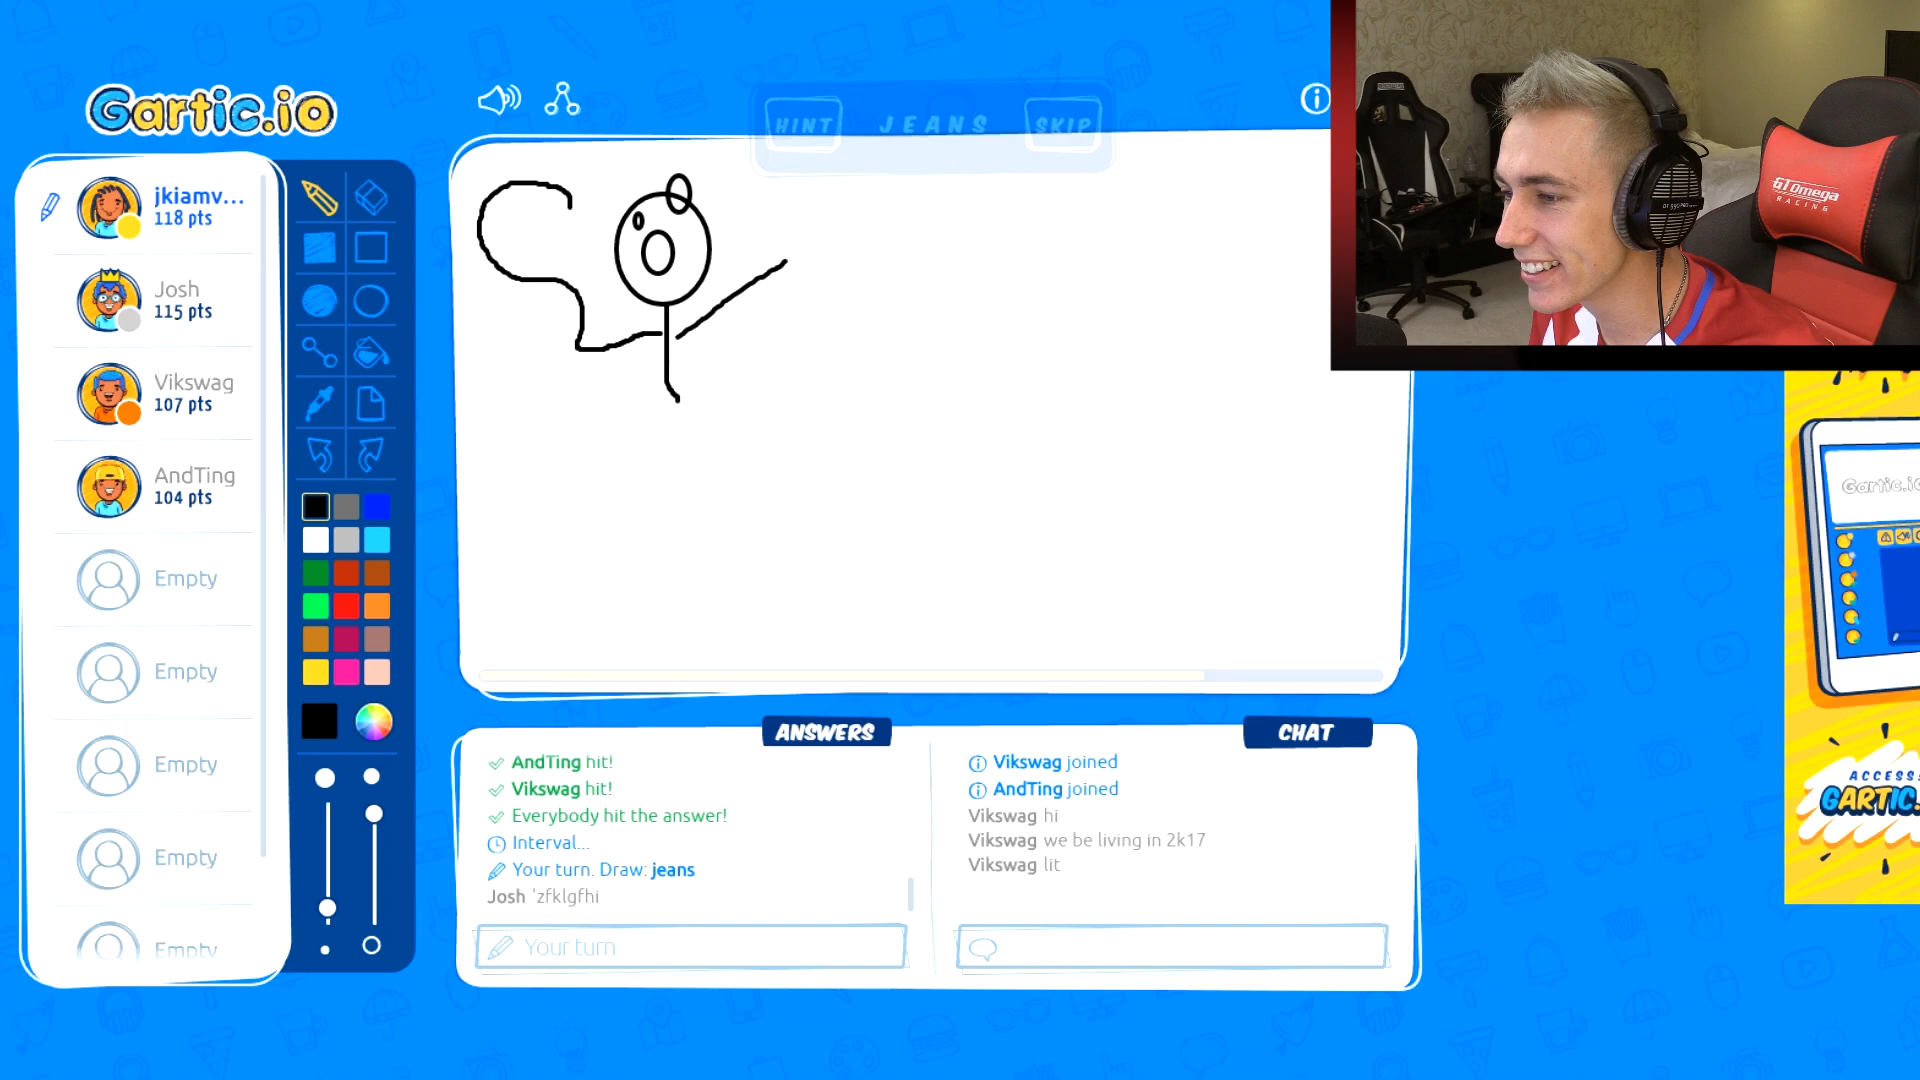 Gartic.io
HINT JEANS SKIP
jkiamv...
118 pts
Josh
115 pts
Vikswag
107 pts
AndTing
104 pts
Empty
Empty
Empty
Empty
Empty
ANSWERS
AndTing hit!
Vikswag hit!
Everybody hit the answer!
Interval...
Your turn. Draw: jeans
Josh 'zfklgfhi
Your turn
CHAT
Vikswag joined
AndTing joined
Vikswag hi
Vikswag we be living in 2k17
Vikswag lit
GTOmega
RACING
Gartic.io
ACCESS:
GARTIC.